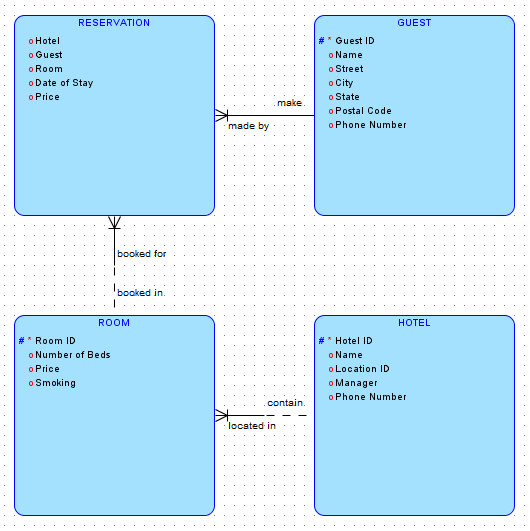 RESERVATION
o Hotel
o Guest
o Room
o Date of Stay
o Price
GUEST
# * Guest ID
o Name
o Street
o City
o State
o Postal Code
o Phone Number
make
made by
booked for
booked in
ROOM
# * Room ID
o Number of Beds
o Price
o Smoking
HOTEL
# * Hotel ID
o Name
o Location ID
o Manager
o Phone Number
contain
located in